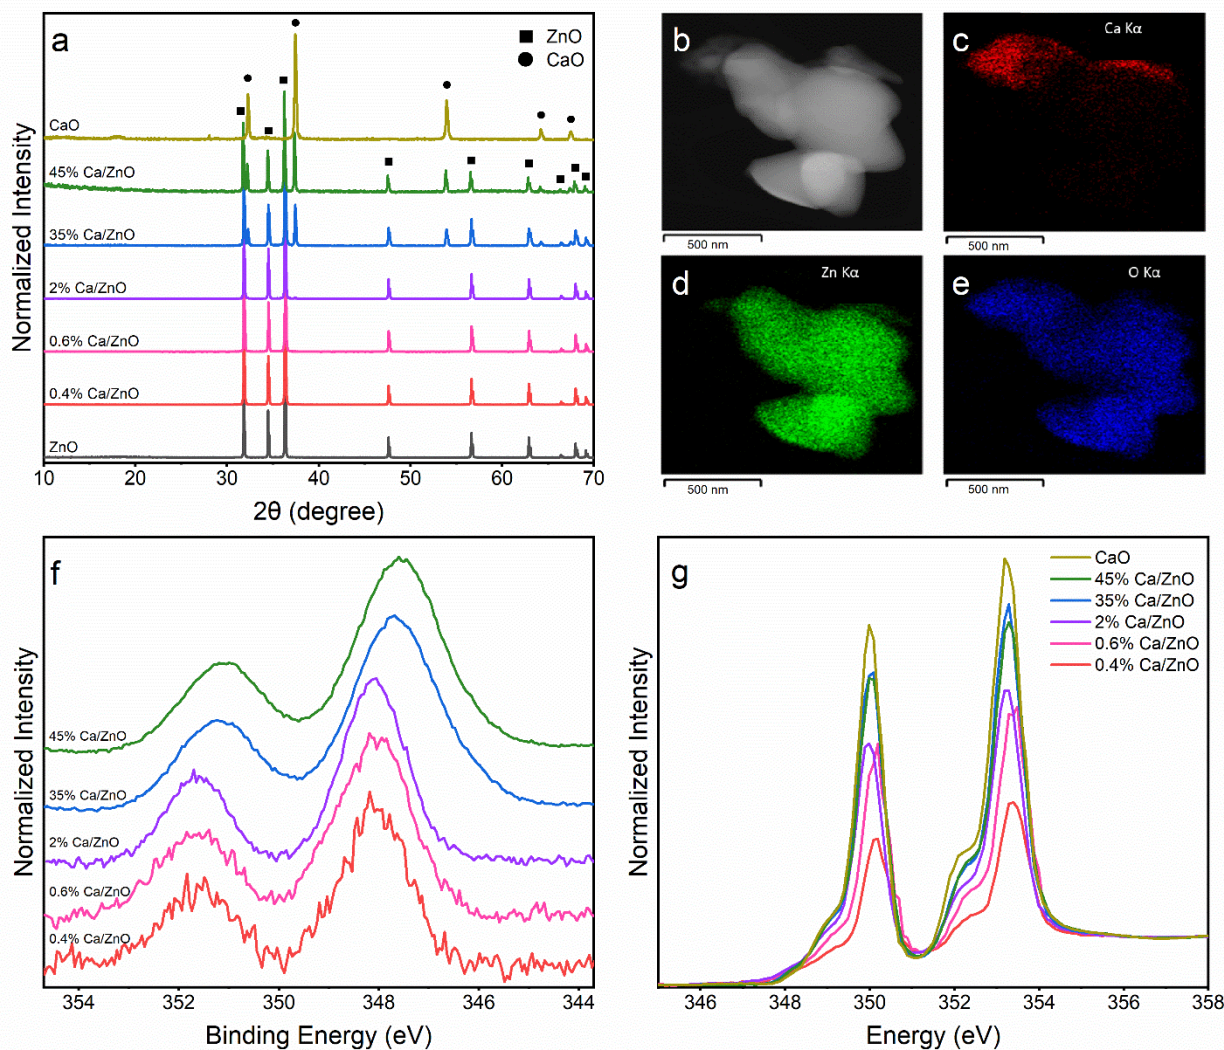 a
■ ZnO
● CaO
CaO
45% Ca/ZnO
35% Ca/ZnO
2% Ca/ZnO
0.6% Ca/ZnO
0.4% Ca/ZnO
ZnO
Normalized Intensity
10 20 30 40 50 60 70
2θ (degree)
b
500 nm
c
Ca Kα
d
Zn Kα
500 nm
e
O Kα
500 nm
f
45% Ca/ZnO
35% Ca/ZnO
2% Ca/ZnO
0.6% Ca/ZnO
0.4% Ca/ZnO
Normalized Intensity
354 352 350 348 346 344
Binding Energy (eV)
g
CaO
45% Ca/ZnO
35% Ca/ZnO
2% Ca/ZnO
0.6% Ca/ZnO
0.4% Ca/ZnO
Normalized Intensity
346 348 350 352 354 356 358
Energy (eV)
500 nm